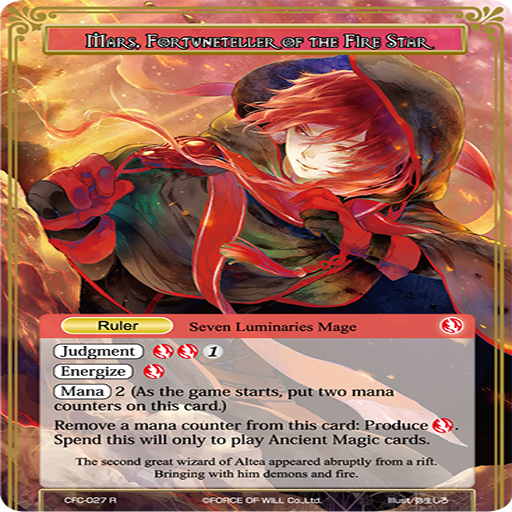 Mars, Fortuneteller of the Fire Star
Ruler Seven Luminaries Mage
Judgment 1
Energize
Mana 2 (As the game starts, put two mana
counters on this card.)
Remove a mana counter from this card: Produce .
Spend this will only to play Ancient Magic cards.
The second great wizard of Altea appeared abruptly from a rift.
Bringing with him demons and fire.
CFC-027 R ©FORCE OF WILL Co.,Ltd. Illust/弥生しろ